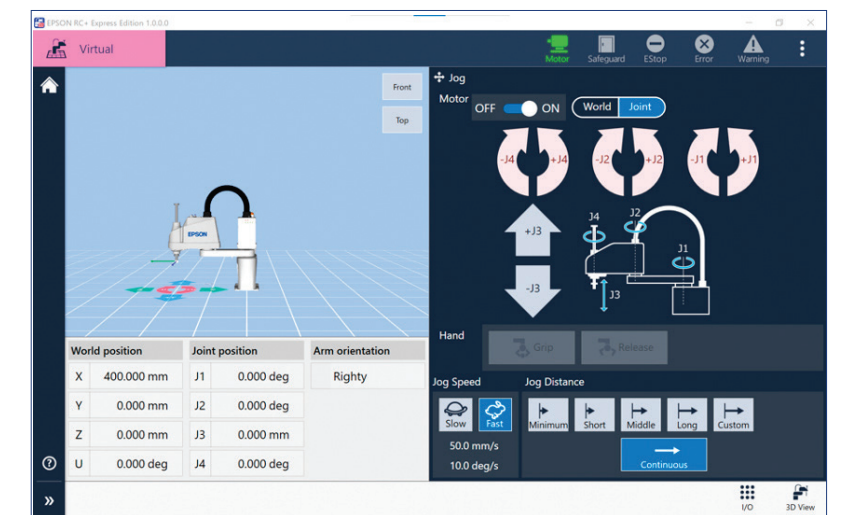 EPSON RC+ Express Edition 1.0.0.0
Virtual
Motor Safeguard EStop Error Warning
Front
Top
EPSON
World position Joint position Arm orientation
X 400.000 mm J1 0.000 deg Righty
Y 0.000 mm J2 0.000 deg
Z 0.000 mm J3 0.000 mm
U 0.000 deg J4 0.000 deg
Jog
Motor OFF ON World Joint
-J4 +J4 -J2 +J2 -J1 +J1
+J3
-J3
J4 J2 J1 J3
Hand Grip Release
Jog Speed Jog Distance
Slow Fast Minimum Short Middle Long Custom
50.0 mm/s
10.0 deg/s
Continuous
?
»
I/O 3D View